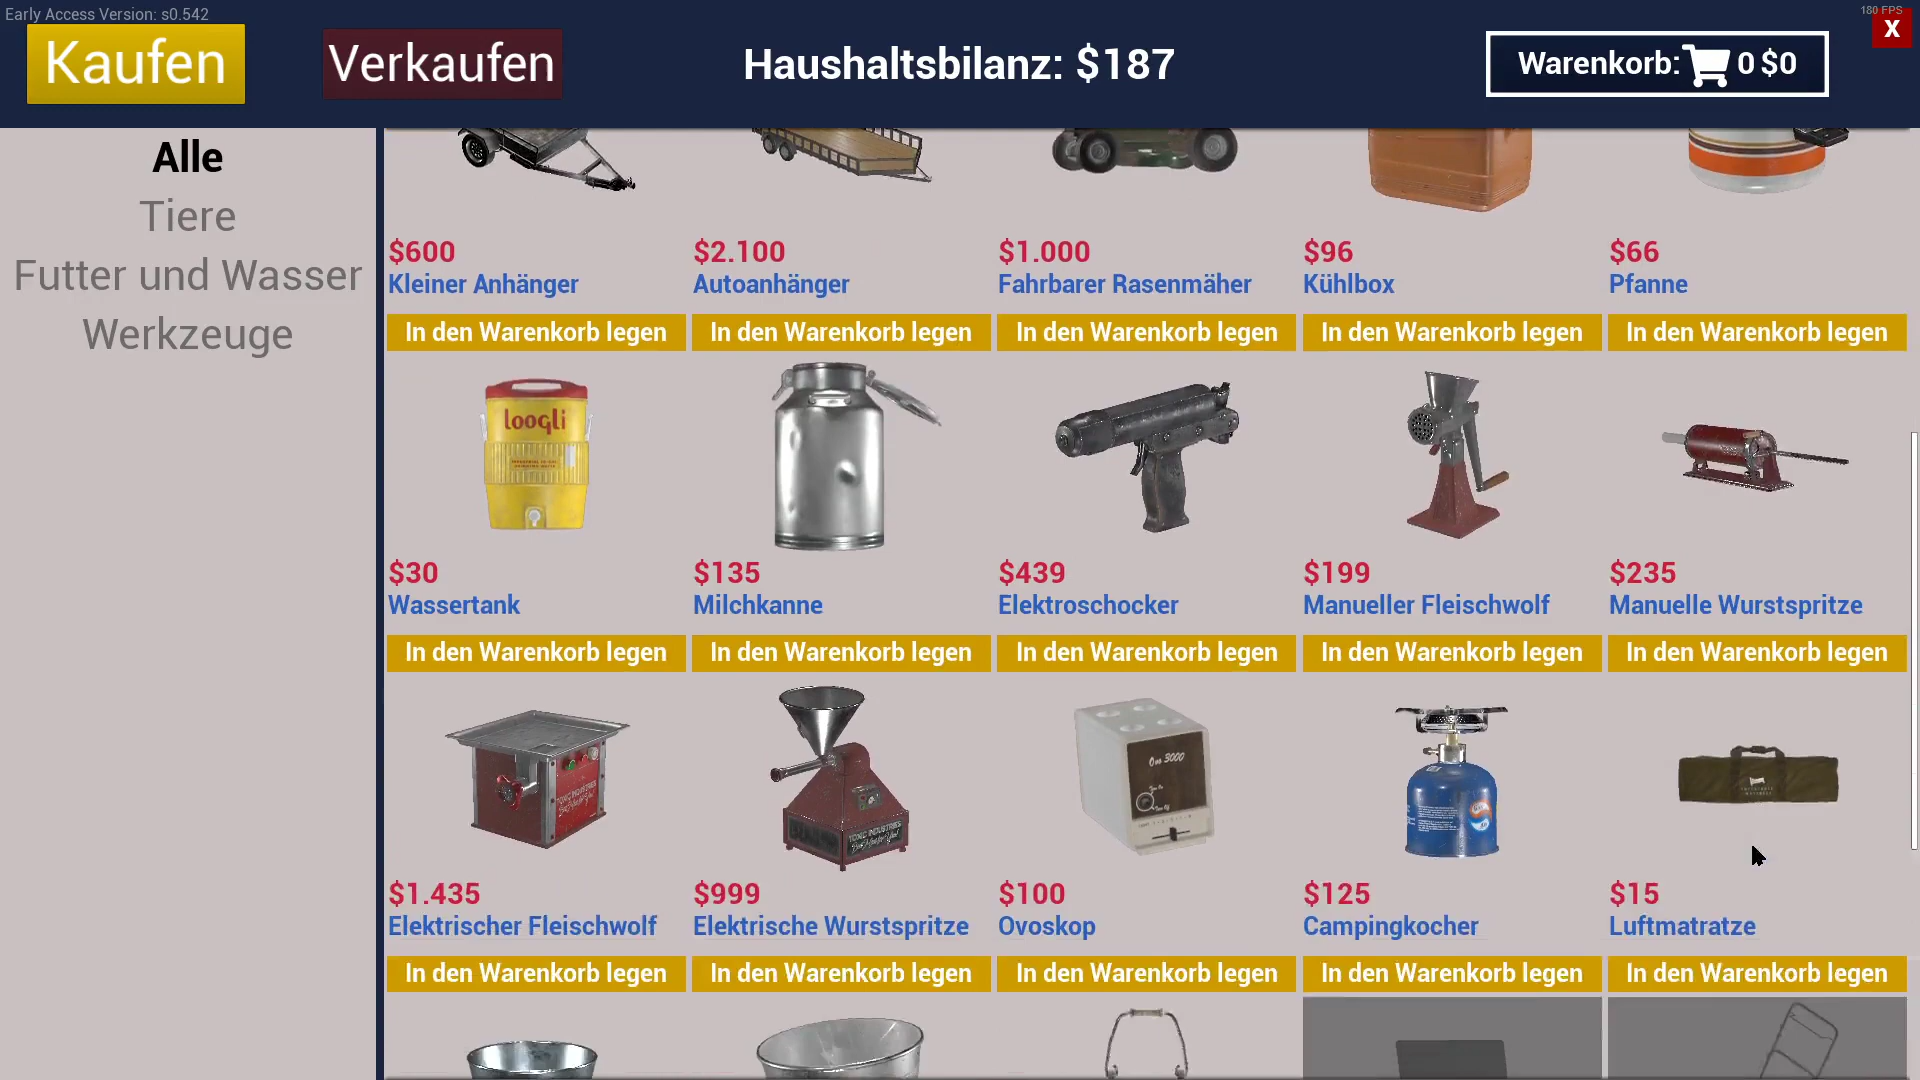 Early Access Version: s0.542
180 FPS
Kaufen
Verkaufen
Haushaltsbilanz: $187
Warenkorb: 0 $0
X
Alle
Tiere
Futter und Wasser
Werkzeuge
$600
Kleiner Anhänger
In den Warenkorb legen
$2.100
Autoanhänger
In den Warenkorb legen
$1.000
Fahrbarer Rasenmäher
In den Warenkorb legen
$96
Kühlbox
In den Warenkorb legen
$66
Pfanne
In den Warenkorb legen
loogli
$30
Wassertank
In den Warenkorb legen
$135
Milchkanne
In den Warenkorb legen
$439
Elektroschocker
In den Warenkorb legen
$199
Manueller Fleischwolf
In den Warenkorb legen
$235
Manuelle Wurstspritze
In den Warenkorb legen
$1.435
Elektrischer Fleischwolf
In den Warenkorb legen
TOXIC INDUSTRIES
$999
Elektrische Wurstspritze
In den Warenkorb legen
Ovo 3000
$100
Ovoskop
In den Warenkorb legen
$125
Campingkocher
In den Warenkorb legen
$15
Luftmatratze
In den Warenkorb legen